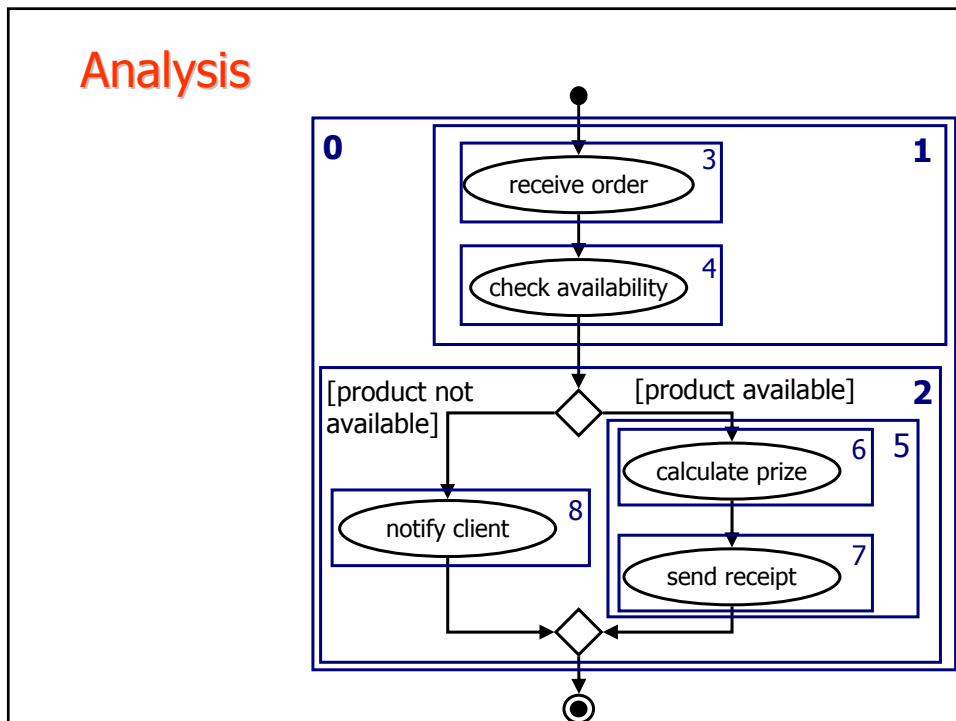 Analysis
0
1
3
receive order
4
check availability
[product not
available]
[product available]
2
6
5
calculate prize
8
notify client
7
send receipt